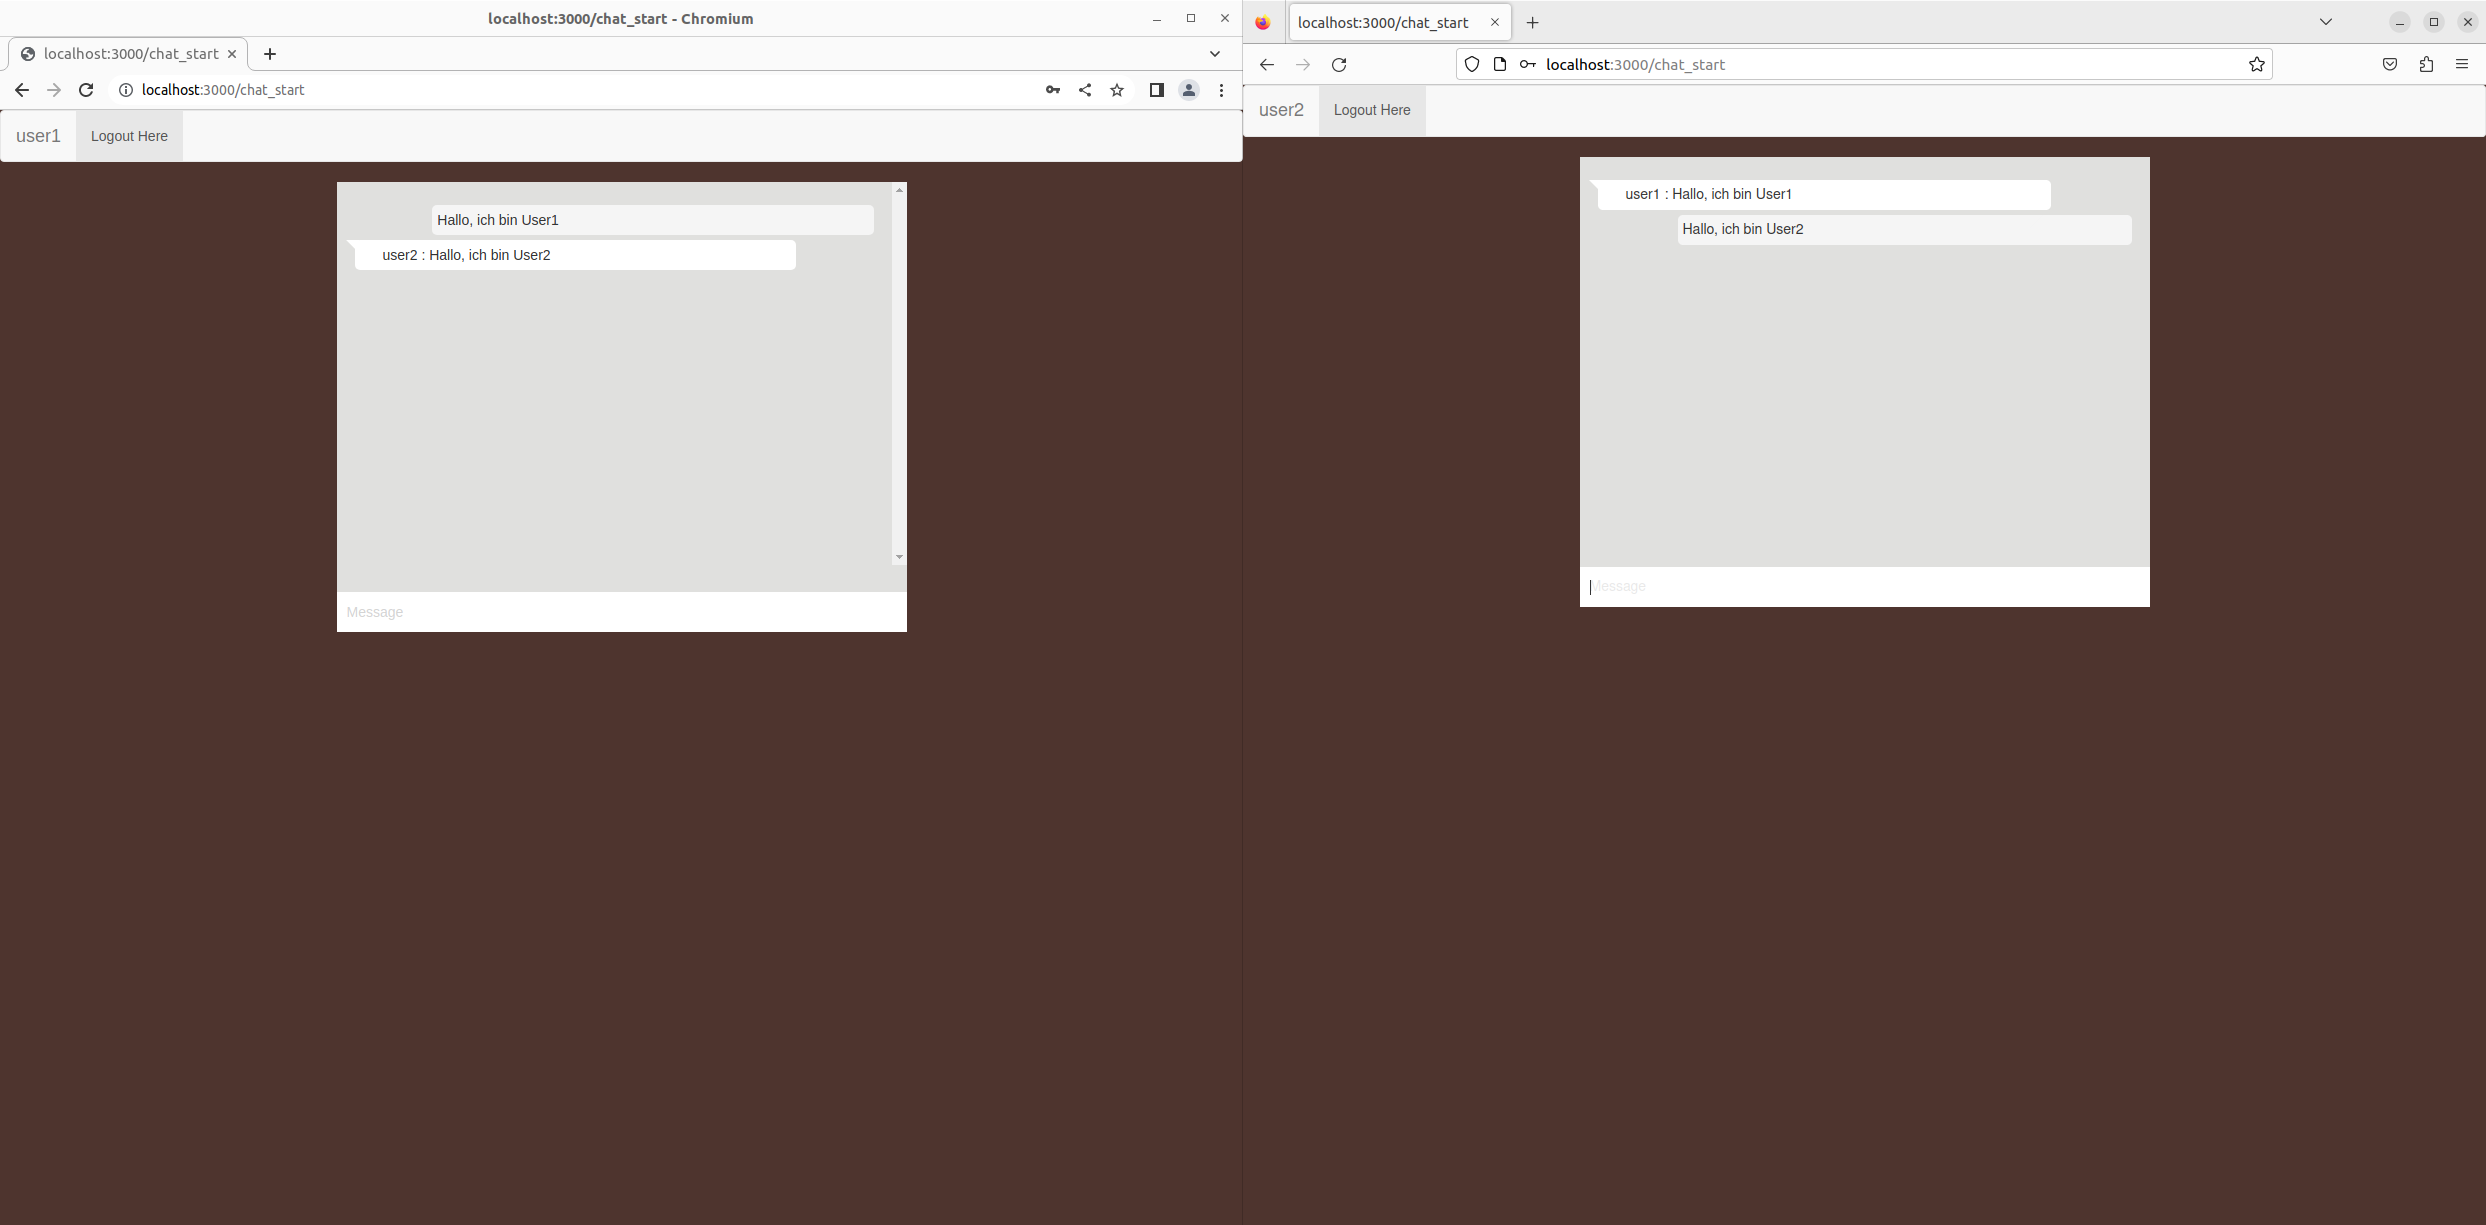 localhost:3000/chat_start - Chromium
localhost:3000/chat_start
localhost:3000/chat_start
user1
Logout Here
Hallo, ich bin User1
user2 : Hallo, ich bin User2
Message
localhost:3000/chat_start
localhost:3000/chat_start
user2
Logout Here
user1 : Hallo, ich bin User1
Hallo, ich bin User2
Message